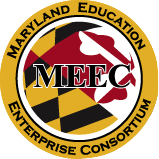 MARYLAND EDUCATION
MEEC
ENTERPRISE CONSORTIUM